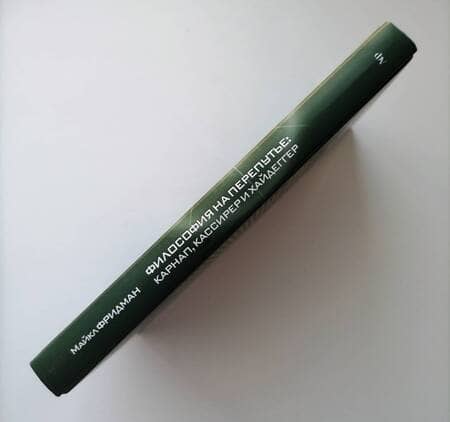 Майкл ФРИДМАН
ФИЛОСОФИЯ НА ПЕРЕПУТЬЕ:
КАРНАП, КАССИРЕР И ХАЙДЕГГЕР